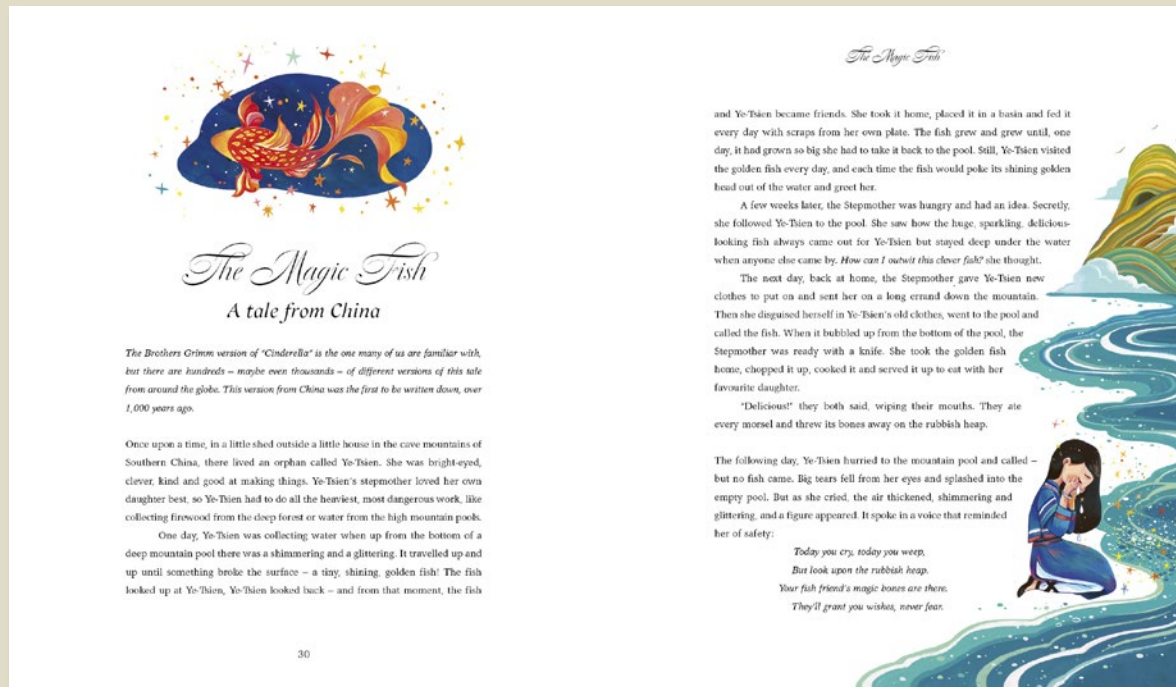 The Magic Fish
A tale from China
The Brothers Grimm version of "Cinderella" is the one many of us are familiar with,
but there are hundreds – maybe even thousands – of different versions of this tale
from around the globe. This version from China was the first to be written down, over
1,000 years ago.
Once upon a time, in a little shed outside a little house in the cave mountains of
Southern China, there lived an orphan called Ye-Tsien. She was bright-eyed,
clever, kind and good at making things. Ye-Tsien's stepmother loved her own
daughter best, so Ye-Tsien had to do all the heaviest, most dangerous work, like
collecting firewood from the deep forest or water from the high mountain pools.
One day, Ye-Tsien was collecting water when up from the bottom of a
deep mountain pool there was a shimmering and a glittering. It travelled up and
up until something broke the surface – a tiny, shining, golden fish! The fish
looked up at Ye-Tsien, Ye-Tsien looked back – and from that moment, the fish
30
The Magic Fish
and Ye-Tsien became friends. She took it home, placed it in a basin and fed it
every day with scraps from her own plate. The fish grew and grew until, one
day, it had grown so big she had to take it back to the pool. Still, Ye-Tsien visited
the golden fish every day, and each time the fish would poke its shining golden
head out of the water and greet her.
A few weeks later, the Stepmother was hungry and had an idea. Secretly,
she followed Ye-Tsien to the pool. She saw how the huge, sparkling, delicious-
looking fish always came out for Ye-Tsien but stayed deep under the water
when anyone else came by. How can I outwit this clever fish? she thought.
The next day, back at home, the Stepmother gave Ye-Tsien new
clothes to put on and sent her on a long errand down the mountain.
Then she disguised herself in Ye-Tsien's old clothes, went to the pool and
called the fish. When it bubbled up from the bottom of the pool, the
Stepmother was ready with a knife. She took the golden fish
home, chopped it up, cooked it and served it up to eat with her
favourite daughter.
"Delicious!" they both said, wiping their mouths. They ate
every morsel and threw its bones away on the rubbish heap.
The following day, Ye-Tsien hurried to the mountain pool and called –
but no fish came. Big tears fell from her eyes and splashed into the
empty pool. But as she cried, the air thickened, shimmering and
glittering, and a figure appeared. It spoke in a voice that reminded
her of safety:
Today you cry, today you weep,
But look upon the rubbish heap.
Your fish friend's magic bones are there.
They'll grant you wishes, never fear.